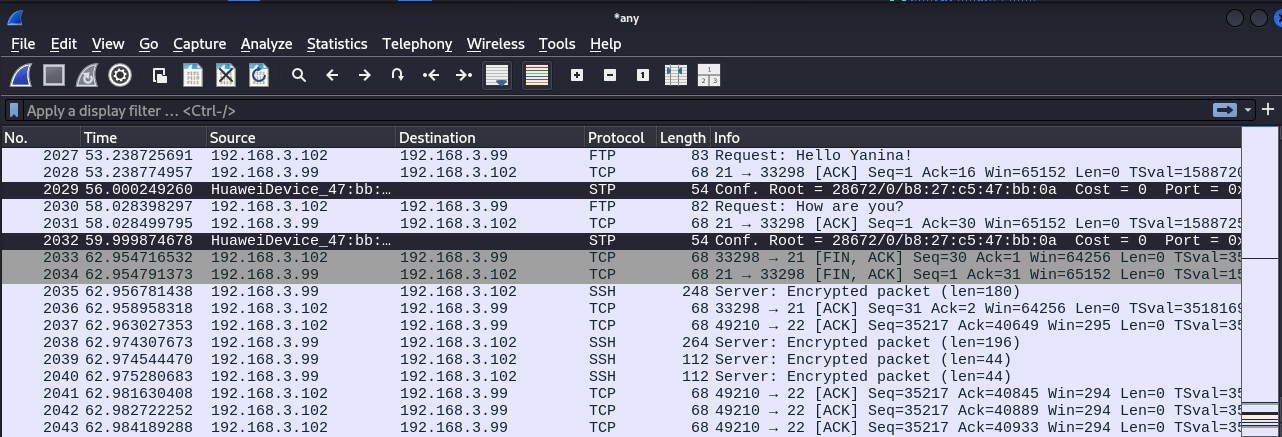 *any
File Edit View Go Capture Analyze Statistics Telephony Wireless Tools Help
Apply a display filter … <Ctrl-/>
No. Time Source Destination Protocol Length Info
2027 53.238725691 192.168.3.102 192.168.3.99 FTP 83 Request: Hello Yanina!
2028 53.238774957 192.168.3.99 192.168.3.102 TCP 68 21 → 33298 [ACK] Seq=1 Ack=16 Win=65152 Len=0 TSval=1588720
2029 56.000249260 HuaweiDevice_47:bb:… STP 54 Conf. Root = 28672/0/b8:27:c5:47:bb:0a Cost = 0 Port = 0x
2030 58.028398297 192.168.3.102 192.168.3.99 FTP 82 Request: How are you?
2031 58.028499795 192.168.3.99 192.168.3.102 TCP 68 21 → 33298 [ACK] Seq=1 Ack=30 Win=65152 Len=0 TSval=1588725
2032 59.999874678 HuaweiDevice_47:bb:… STP 54 Conf. Root = 28672/0/b8:27:c5:47:bb:0a Cost = 0 Port = 0x
2033 62.954716532 192.168.3.102 192.168.3.99 TCP 68 33298 → 21 [FIN, ACK] Seq=30 Ack=1 Win=64256 Len=0 TSval=35
2034 62.954791373 192.168.3.99 192.168.3.102 TCP 68 21 → 33298 [FIN, ACK] Seq=1 Ack=31 Win=65152 Len=0 TSval=15
2035 62.956781438 192.168.3.99 192.168.3.102 SSH 248 Server: Encrypted packet (len=180)
2036 62.958958318 192.168.3.102 192.168.3.99 TCP 68 33298 → 21 [ACK] Seq=31 Ack=2 Win=64256 Len=0 TSval=3518169
2037 62.963027353 192.168.3.102 192.168.3.99 TCP 68 49210 → 22 [ACK] Seq=35217 Ack=40649 Win=295 Len=0 TSval=35
2038 62.974307673 192.168.3.99 192.168.3.102 SSH 264 Server: Encrypted packet (len=196)
2039 62.974544470 192.168.3.99 192.168.3.102 SSH 112 Server: Encrypted packet (len=44)
2040 62.975280683 192.168.3.99 192.168.3.102 SSH 112 Server: Encrypted packet (len=44)
2041 62.981630408 192.168.3.102 192.168.3.99 TCP 68 49210 → 22 [ACK] Seq=35217 Ack=40845 Win=294 Len=0 TSval=35
2042 62.982722252 192.168.3.102 192.168.3.99 TCP 68 49210 → 22 [ACK] Seq=35217 Ack=40889 Win=294 Len=0 TSval=35
2043 62.984189288 192.168.3.102 192.168.3.99 TCP 68 49210 → 22 [ACK] Seq=35217 Ack=40933 Win=294 Len=0 TSval=35